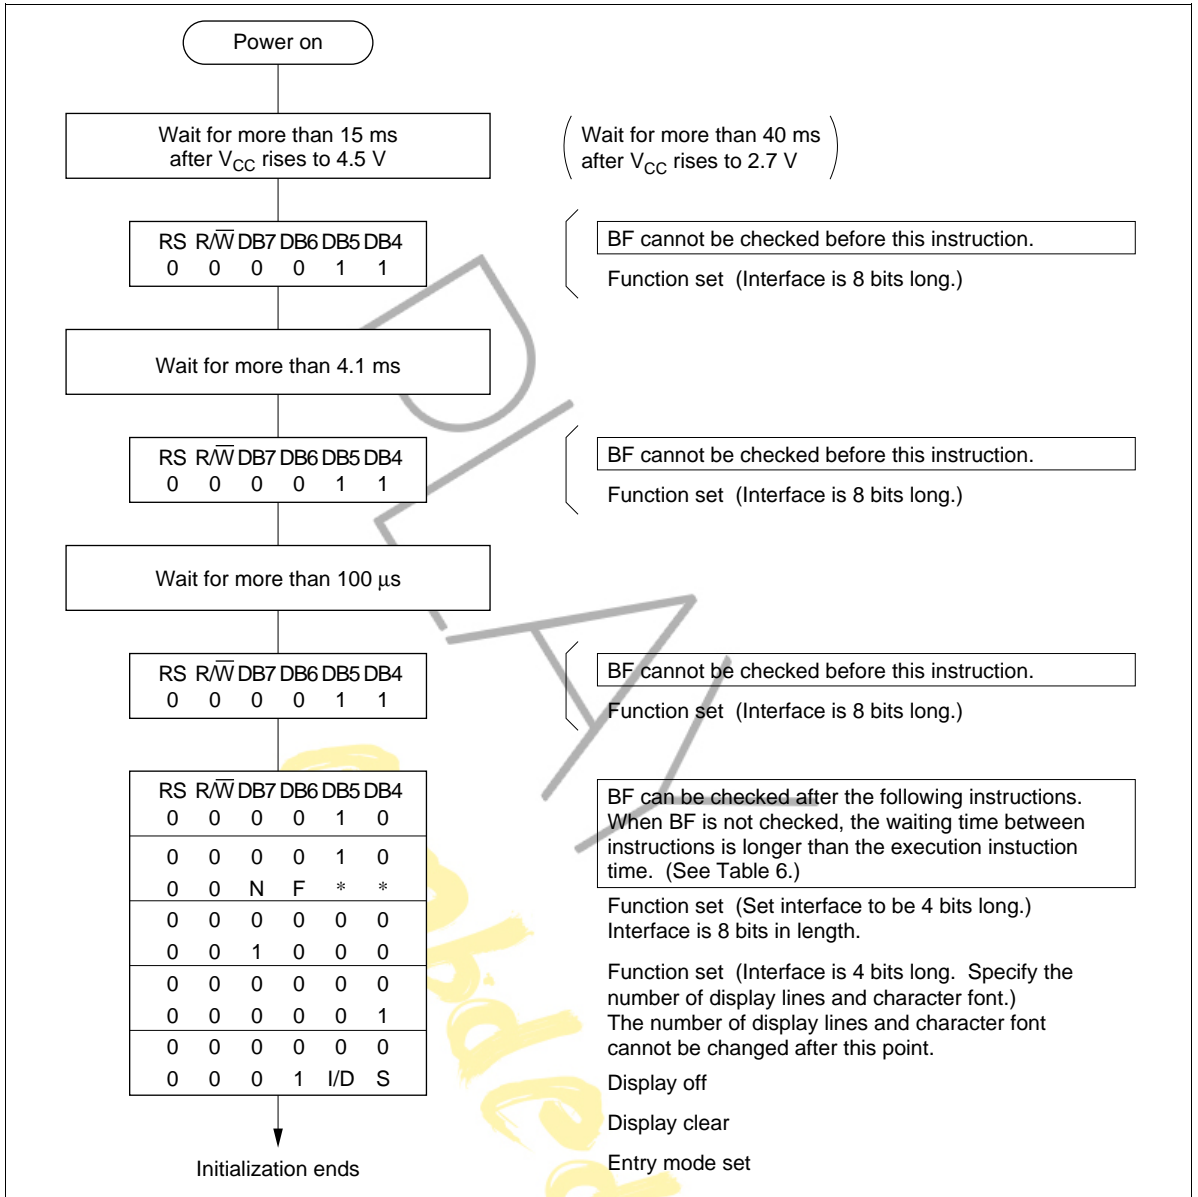 Power on
Wait for more than 15 ms
after VCC rises to 4.5 V
Wait for more than 40 ms
after VCC rises to 2.7 V
RS R/W̅ DB7 DB6 DB5 DB4
0 0 0 0 1 1
BF cannot be checked before this instruction.
Function set (Interface is 8 bits long.)
Wait for more than 4.1 ms
RS R/W̅ DB7 DB6 DB5 DB4
0 0 0 0 1 1
BF cannot be checked before this instruction.
Function set (Interface is 8 bits long.)
Wait for more than 100 μs
RS R/W̅ DB7 DB6 DB5 DB4
0 0 0 0 1 1
BF cannot be checked before this instruction.
Function set (Interface is 8 bits long.)
RS R/W̅ DB7 DB6 DB5 DB4
0 0 0 0 1 0
0 0 0 0 1 0
0 0 N F * *
0 0 0 0 0 0
0 0 1 0 0 0
0 0 0 0 0 0
0 0 0 0 0 1
0 0 0 0 0 0
0 0 0 1 I/D S
Initialization ends
BF can be checked after the following instructions.
When BF is not checked, the waiting time between
instructions is longer than the execution instuction
time. (See Table 6.)
Function set (Set interface to be 4 bits long.)
Interface is 8 bits in length.
Function set (Interface is 4 bits long. Specify the
number of display lines and character font.)
The number of display lines and character font
cannot be changed after this point.
Display off
Display clear
Entry mode set